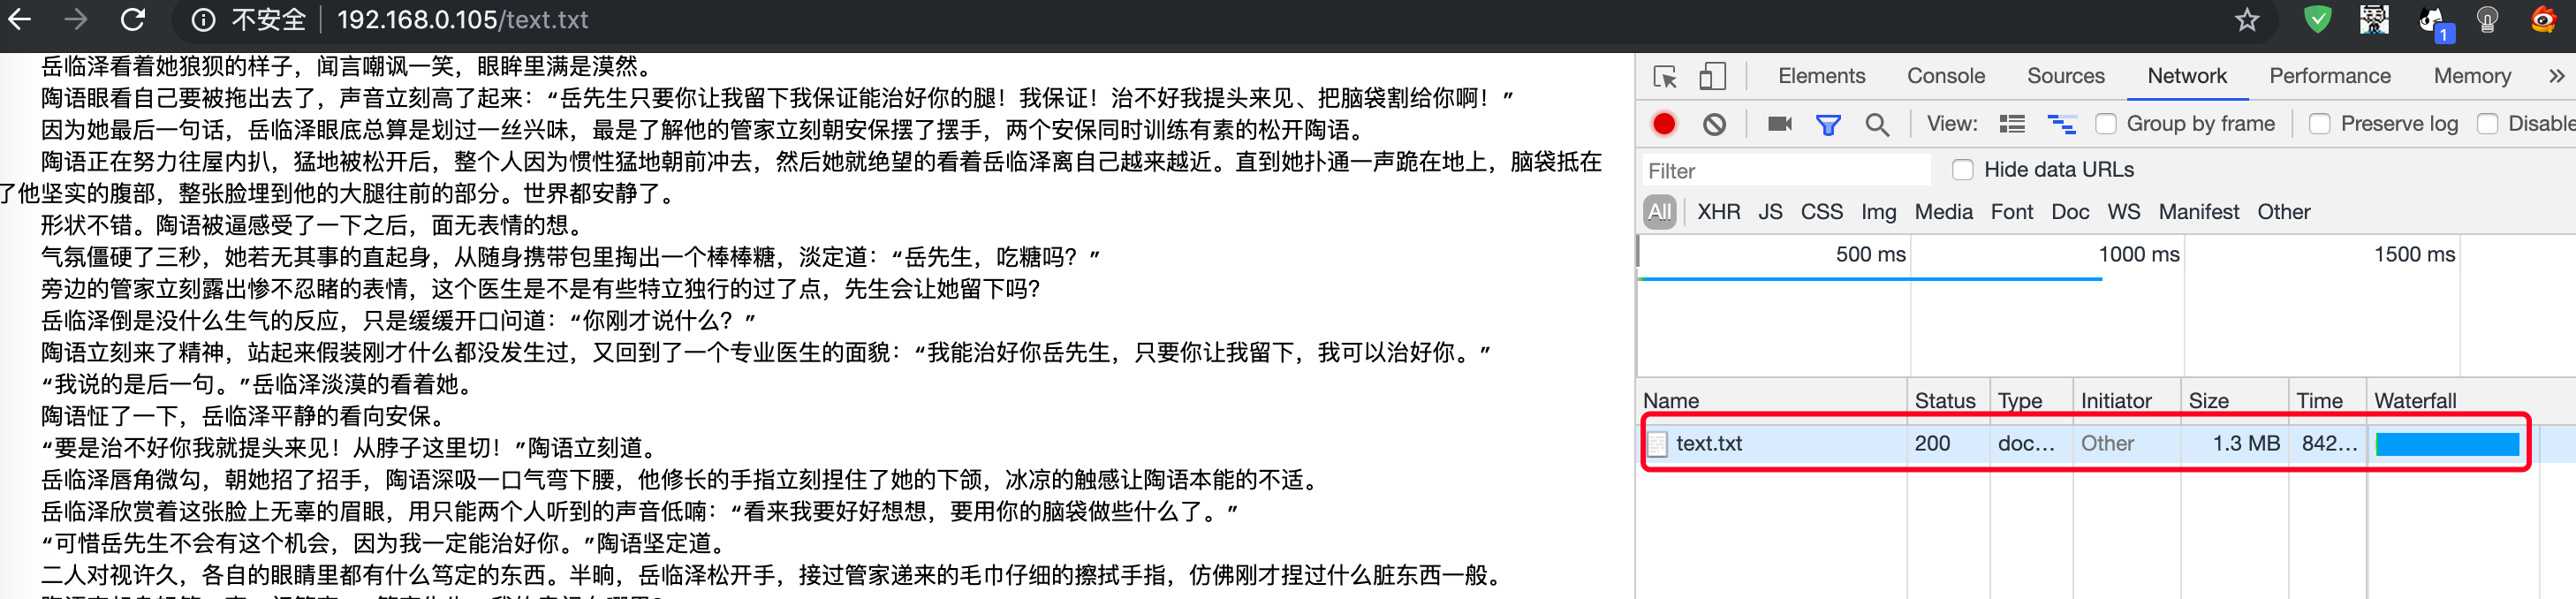 不安全 192.168.0.105/text.txt
1
岳临泽看着她狼狈的样子，闻言嘲讽一笑，眼眸里满是漠然。
陶语眼看自己要被拖出去了，声音立刻高了起来：“岳先生只要你让我留下我保证能治好你的腿！我保证！治不好我提头来见、把脑袋割给你啊！”
因为她最后一句话，岳临泽眼底总算是划过一丝兴味，最是了解他的管家立刻朝安保摆了摆手，两个安保同时训练有素的松开陶语。
陶语正在努力往屋内扒，猛地被松开后，整个人因为惯性猛地朝前冲去，然后她就绝望的看着岳临泽离自己越来越近。直到她扑通一声跪在地上，脑袋抵在
了他坚实的腹部，整张脸埋到他的大腿往前的部分。世界都安静了。
形状不错。陶语被逼感受了一下之后，面无表情的想。
气氛僵硬了三秒，她若无其事的直起身，从随身携带包里掏出一个棒棒糖，淡定道：“岳先生，吃糖吗？”
旁边的管家立刻露出惨不忍睹的表情，这个医生是不是有些特立独行的过了点，先生会让她留下吗？
岳临泽倒是没什么生气的反应，只是缓缓开口问道：“你刚才说什么？”
陶语立刻来了精神，站起来假装刚才什么都没发生过，又回到了一个专业医生的面貌：“我能治好你岳先生，只要你让我留下，我可以治好你。”
“我说的是后一句。”岳临泽淡漠的看着她。
陶语怔了一下，岳临泽平静的看向安保。
“要是治不好你我就提头来见！从脖子这里切！”陶语立刻道。
岳临泽唇角微勾，朝她招了招手，陶语深吸一口气弯下腰，他修长的手指立刻捏住了她的下颌，冰凉的触感让陶语本能的不适。
岳临泽欣赏着这张脸上无辜的眉眼，用只能两个人听到的声音低喃：“看来我要好好想想，要用你的脑袋做些什么了。”
“可惜岳先生不会有这个机会，因为我一定能治好你。”陶语坚定道。
二人对视许久，各自的眼睛里都有什么笃定的东西。半晌，岳临泽松开手，接过管家递来的毛巾仔细的擦拭手指，仿佛刚才捏过什么脏东西一般。
Elements Console Sources Network Performance Memory »
View: Group by frame Preserve log Disable
Filter Hide data URLs
All XHR JS CSS Img Media Font Doc WS Manifest Other
500 ms 1000 ms 1500 ms
Name Status Type Initiator Size Time Waterfall
text.txt 200 doc... Other 1.3 MB 842...